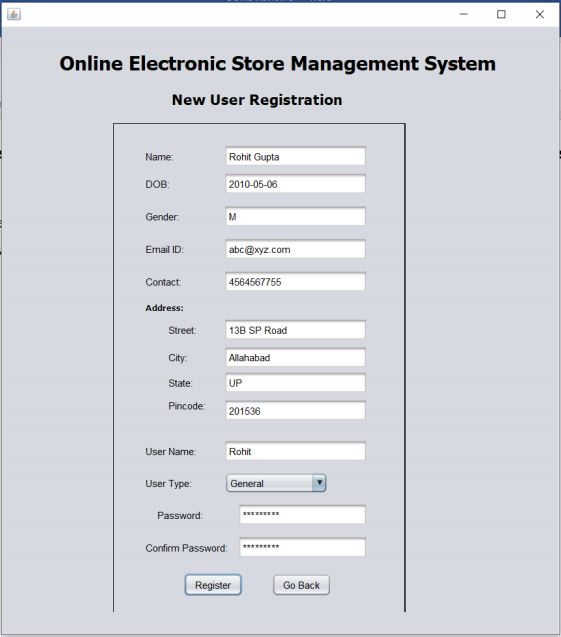 Online Electronic Store Management System
New User Registration
Name: Rohit Gupta
DOB: 2010-05-06
Gender: M
Email ID: abc@xyz.com
Contact: 4564567755
Address:
Street: 13B SP Road
City: Allahabad
State: UP
Pincode: 201536
User Name: Rohit
User Type: General
Password: *********
Confirm Password: *********
Register Go Back